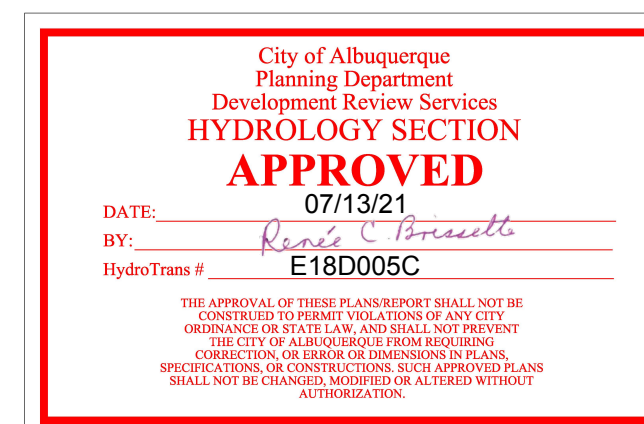 City of Albuquerque
Planning Department
Development Review Services
HYDROLOGY SECTION
APPROVED
DATE: 07/13/21
BY: Renée C. Brissette
HydroTrans # E18D005C
THE APPROVAL OF THESE PLANS/REPORT SHALL NOT BE
CONSTRUED TO PERMIT VIOLATIONS OF ANY CITY
ORDINANCE OR STATE LAW, AND SHALL NOT PREVENT
THE CITY OF ALBUQUERQUE FROM REQUIRING
CORRECTION, OR ERROR OR DIMENSIONS IN PLANS,
SPECIFICATIONS, OR CONSTRUCTIONS. SUCH APPROVED PLANS
SHALL NOT BE CHANGED, MODIFIED OR ALTERED WITHOUT
AUTHORIZATION.